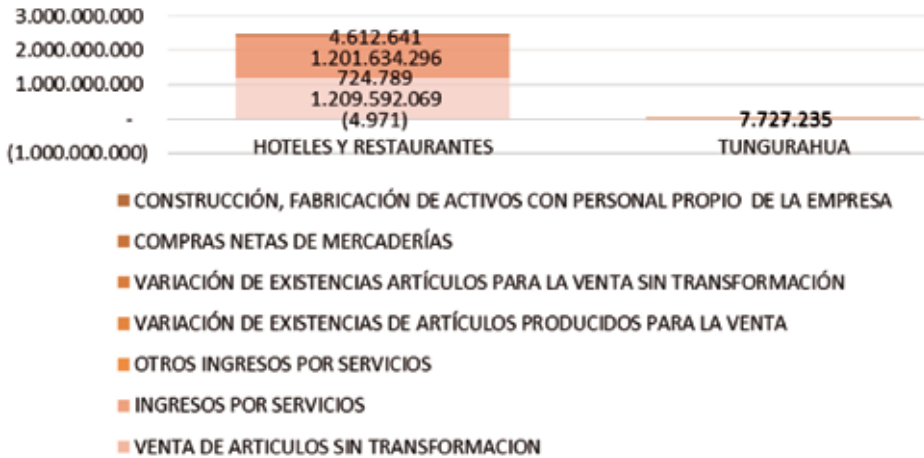 3.000.000.000
2.000.000.000
1.000.000.000
-
(1.000.000.000)
4.612.641
1.201.634.296
724.789
1.209.592.069
(4.971)
7.727.235
HOTELES Y RESTAURANTES
TUNGURAHUA
CONSTRUCCIÓN, FABRICACIÓN DE ACTIVOS CON PERSONAL PROPIO DE LA EMPRESA
COMPRAS NETAS DE MERCADERÍAS
VARIACIÓN DE EXISTENCIAS ARTÍCULOS PARA LA VENTA SIN TRANSFORMACIÓN
VARIACIÓN DE EXISTENCIAS DE ARTÍCULOS PRODUCIDOS PARA LA VENTA
OTROS INGRESOS POR SERVICIOS
INGRESOS POR SERVICIOS
VENTA DE ARTICULOS SIN TRANSFORMACION